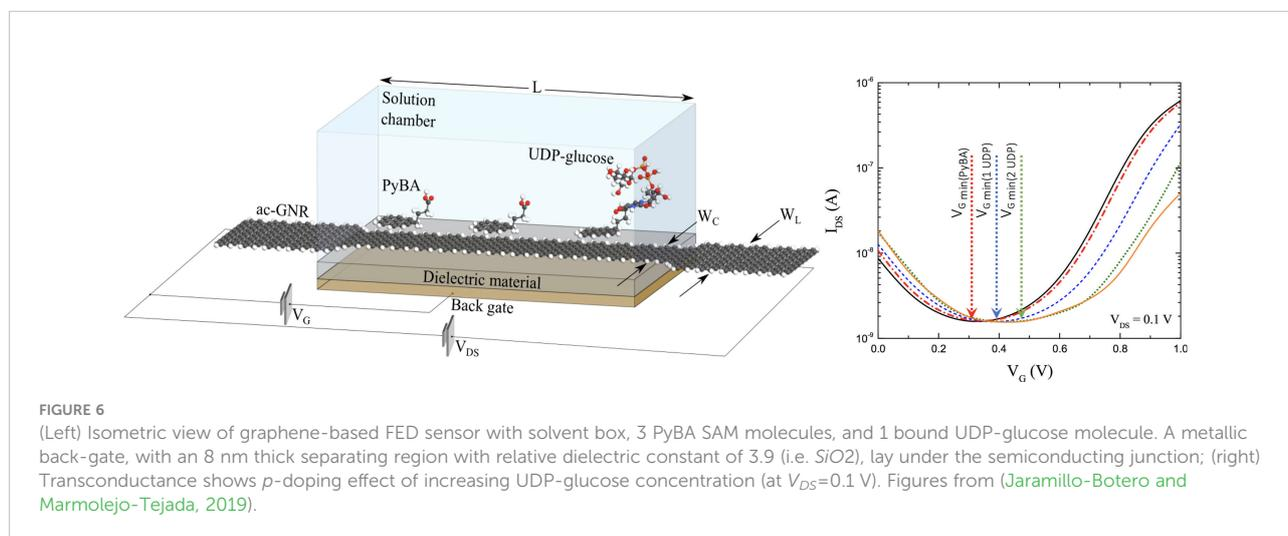 L
Solution
chamber
UDP-glucose
PyBA
ac-GNR
W_C
W_L
Dielectric material
Back gate
V_G
V_DS
10^-6
10^-7
10^-8
10^-9
I_DS (A)
V_G min(PyBA)
V_G min(1 UDP)
V_G min(2 UDP)
V_DS = 0.1 V
0.0 0.2 0.4 0.6 0.8 1.0
V_G (V)
FIGURE 6
(Left) Isometric view of graphene-based FED sensor with solvent box, 3 PyBA SAM molecules, and 1 bound UDP-glucose molecule. A metallic
back-gate, with an 8 nm thick separating region with relative dielectric constant of 3.9 (i.e. SiO2), lay under the semiconducting junction; (right)
Transconductance shows p-doping effect of increasing UDP-glucose concentration (at V_DS=0.1 V). Figures from (Jaramillo-Botero and
Marmolejo-Tejada, 2019).